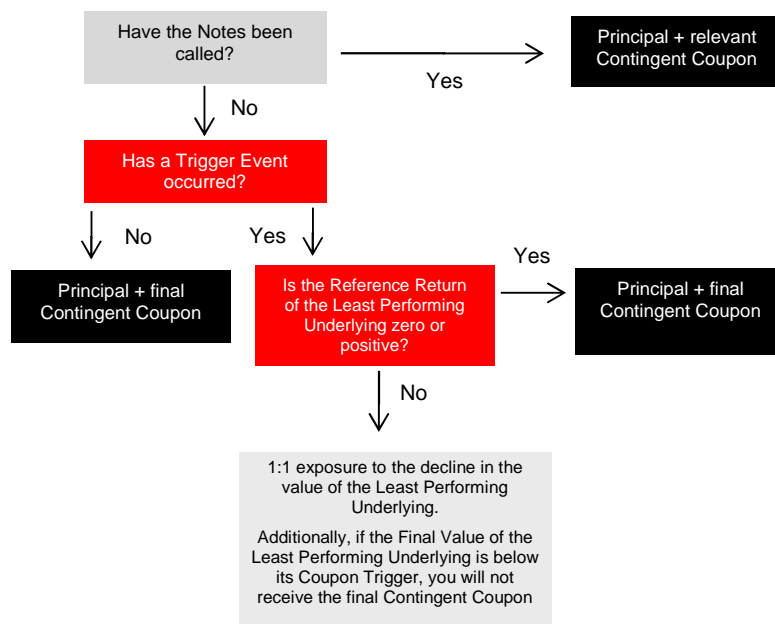 Have the Notes been
called?
Yes
Principal + relevant
Contingent Coupon
No
Has a Trigger Event
occurred?
No
Yes
Principal + final
Contingent Coupon
Is the Reference Return
of the Least Performing
Underlying zero or
positive?
Yes
Principal + final
Contingent Coupon
No
1:1 exposure to the decline in the
value of the Least Performing
Underlying.
Additionally, if the Final Value of the
Least Performing Underlying is below
its Coupon Trigger, you will not
receive the final Contingent Coupon